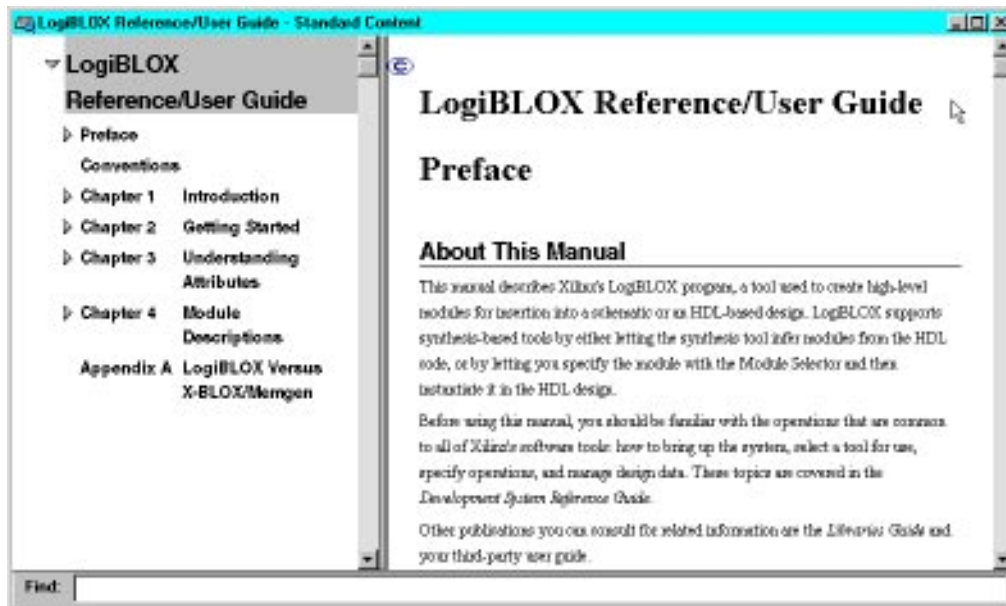 LogiBLOX Reference/User Guide - Standard Content
LogiBLOX
Reference/User Guide
Preface
Conventions
Chapter 1 Introduction
Chapter 2 Getting Started
Chapter 3 Understanding
Attributes
Chapter 4 Module
Descriptions
Appendix A LogiBLOX Versus
X-BLOX/Memgen
©
LogiBLOX Reference/User Guide
Preface
About This Manual
This manual describes Xilinx's LogiBLOX program, a tool used to create high-level
modules for insertion into a schematic or an HDL-based design. LogiBLOX supports
synthesis-based tools by either letting the synthesis tool infer modules from the HDL
code, or by letting you specify the module with the Module Selector and then
instantiate it in the HDL design.
Before using this manual, you should be familiar with the operations that are common
to all of Xilinx's software tools: how to bring up the system, select a tool for use,
specify operations, and manage design data. These topics are covered in the
Development System Reference Guide.
Other publications you can consult for related information are the Libraries Guide and
your third-party user guide.
Find: